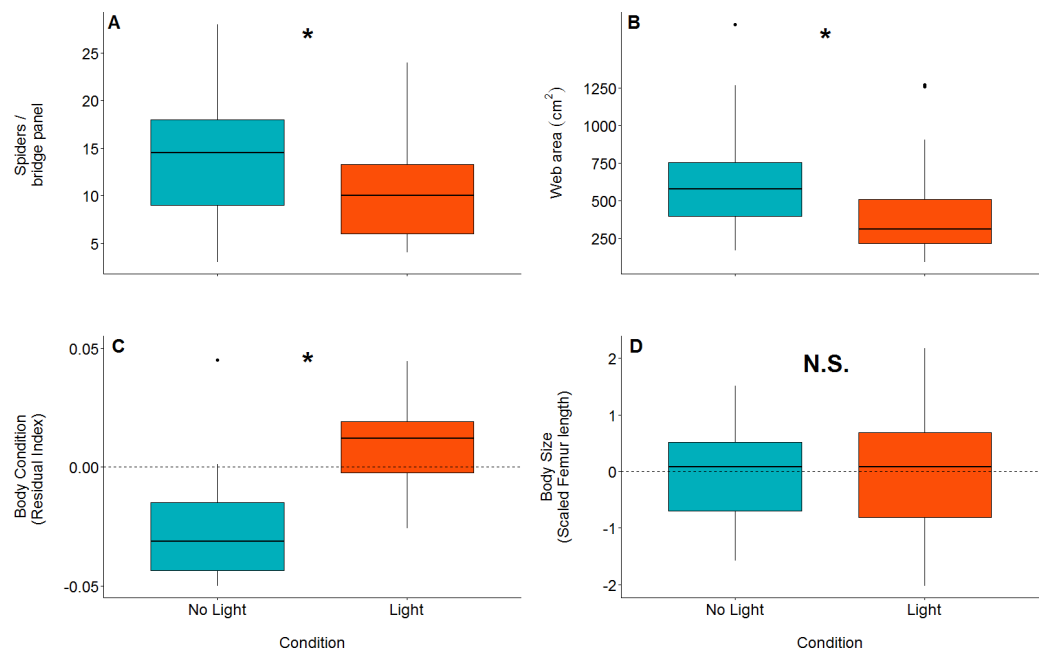 A
*
25
20
15
10
5
Spiders /
bridge panel
B
*
1250
1000
750
500
250
Web area (cm²)
C
*
0.05
0.00
-0.05
Body Condition
(Residual Index)
No Light
Light
Condition
D
N.S.
2
1
0
-1
-2
Body Size
(Scaled Femur length)
No Light
Light
Condition